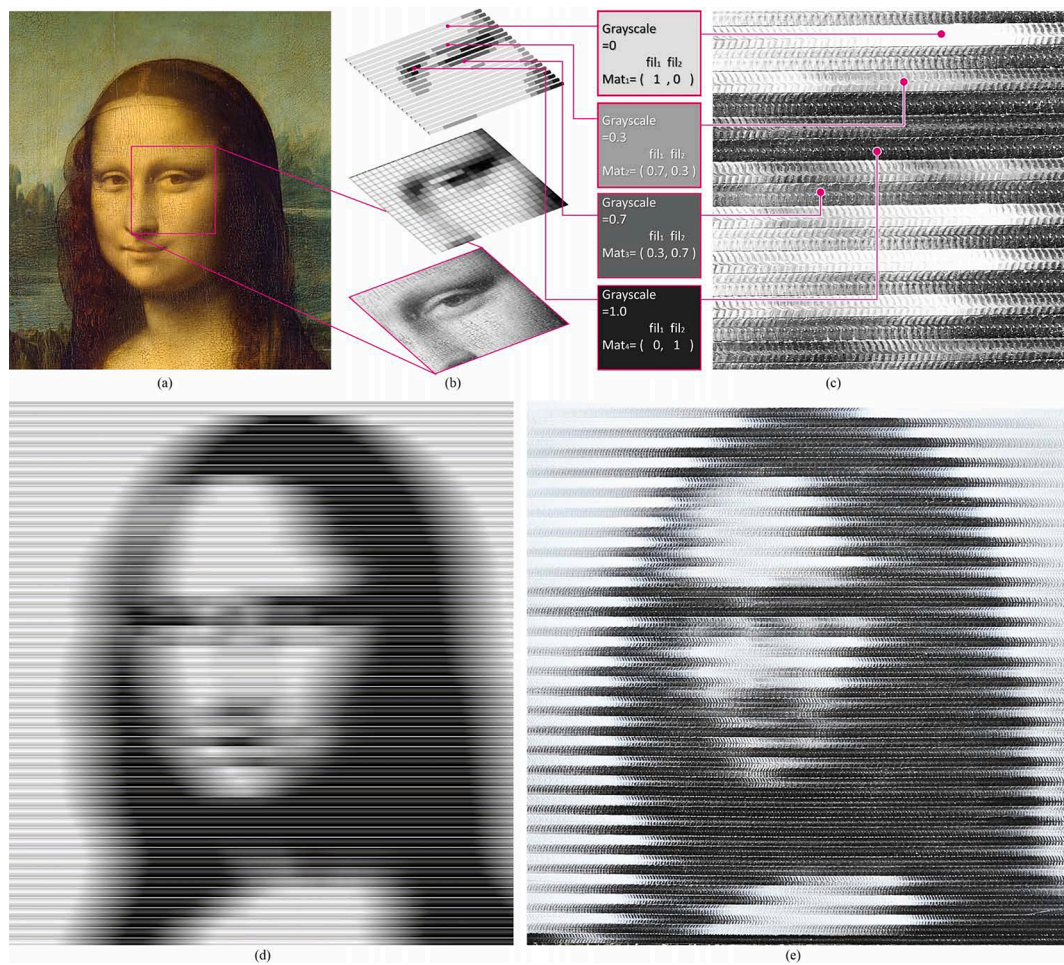 Grayscale
=0
fil₁ fil₂
Mat₁= ( 1 , 0 )
Grayscale
=0.3
fil₁ fil₂
Mat₂= ( 0.7, 0.3 )
Grayscale
=0.7
fil₁ fil₂
Mat₃= ( 0.3, 0.7 )
Grayscale
=1.0
fil₁ fil₂
Mat₄= ( 0, 1 )
(a)
(b)
(c)
(d)
(e)